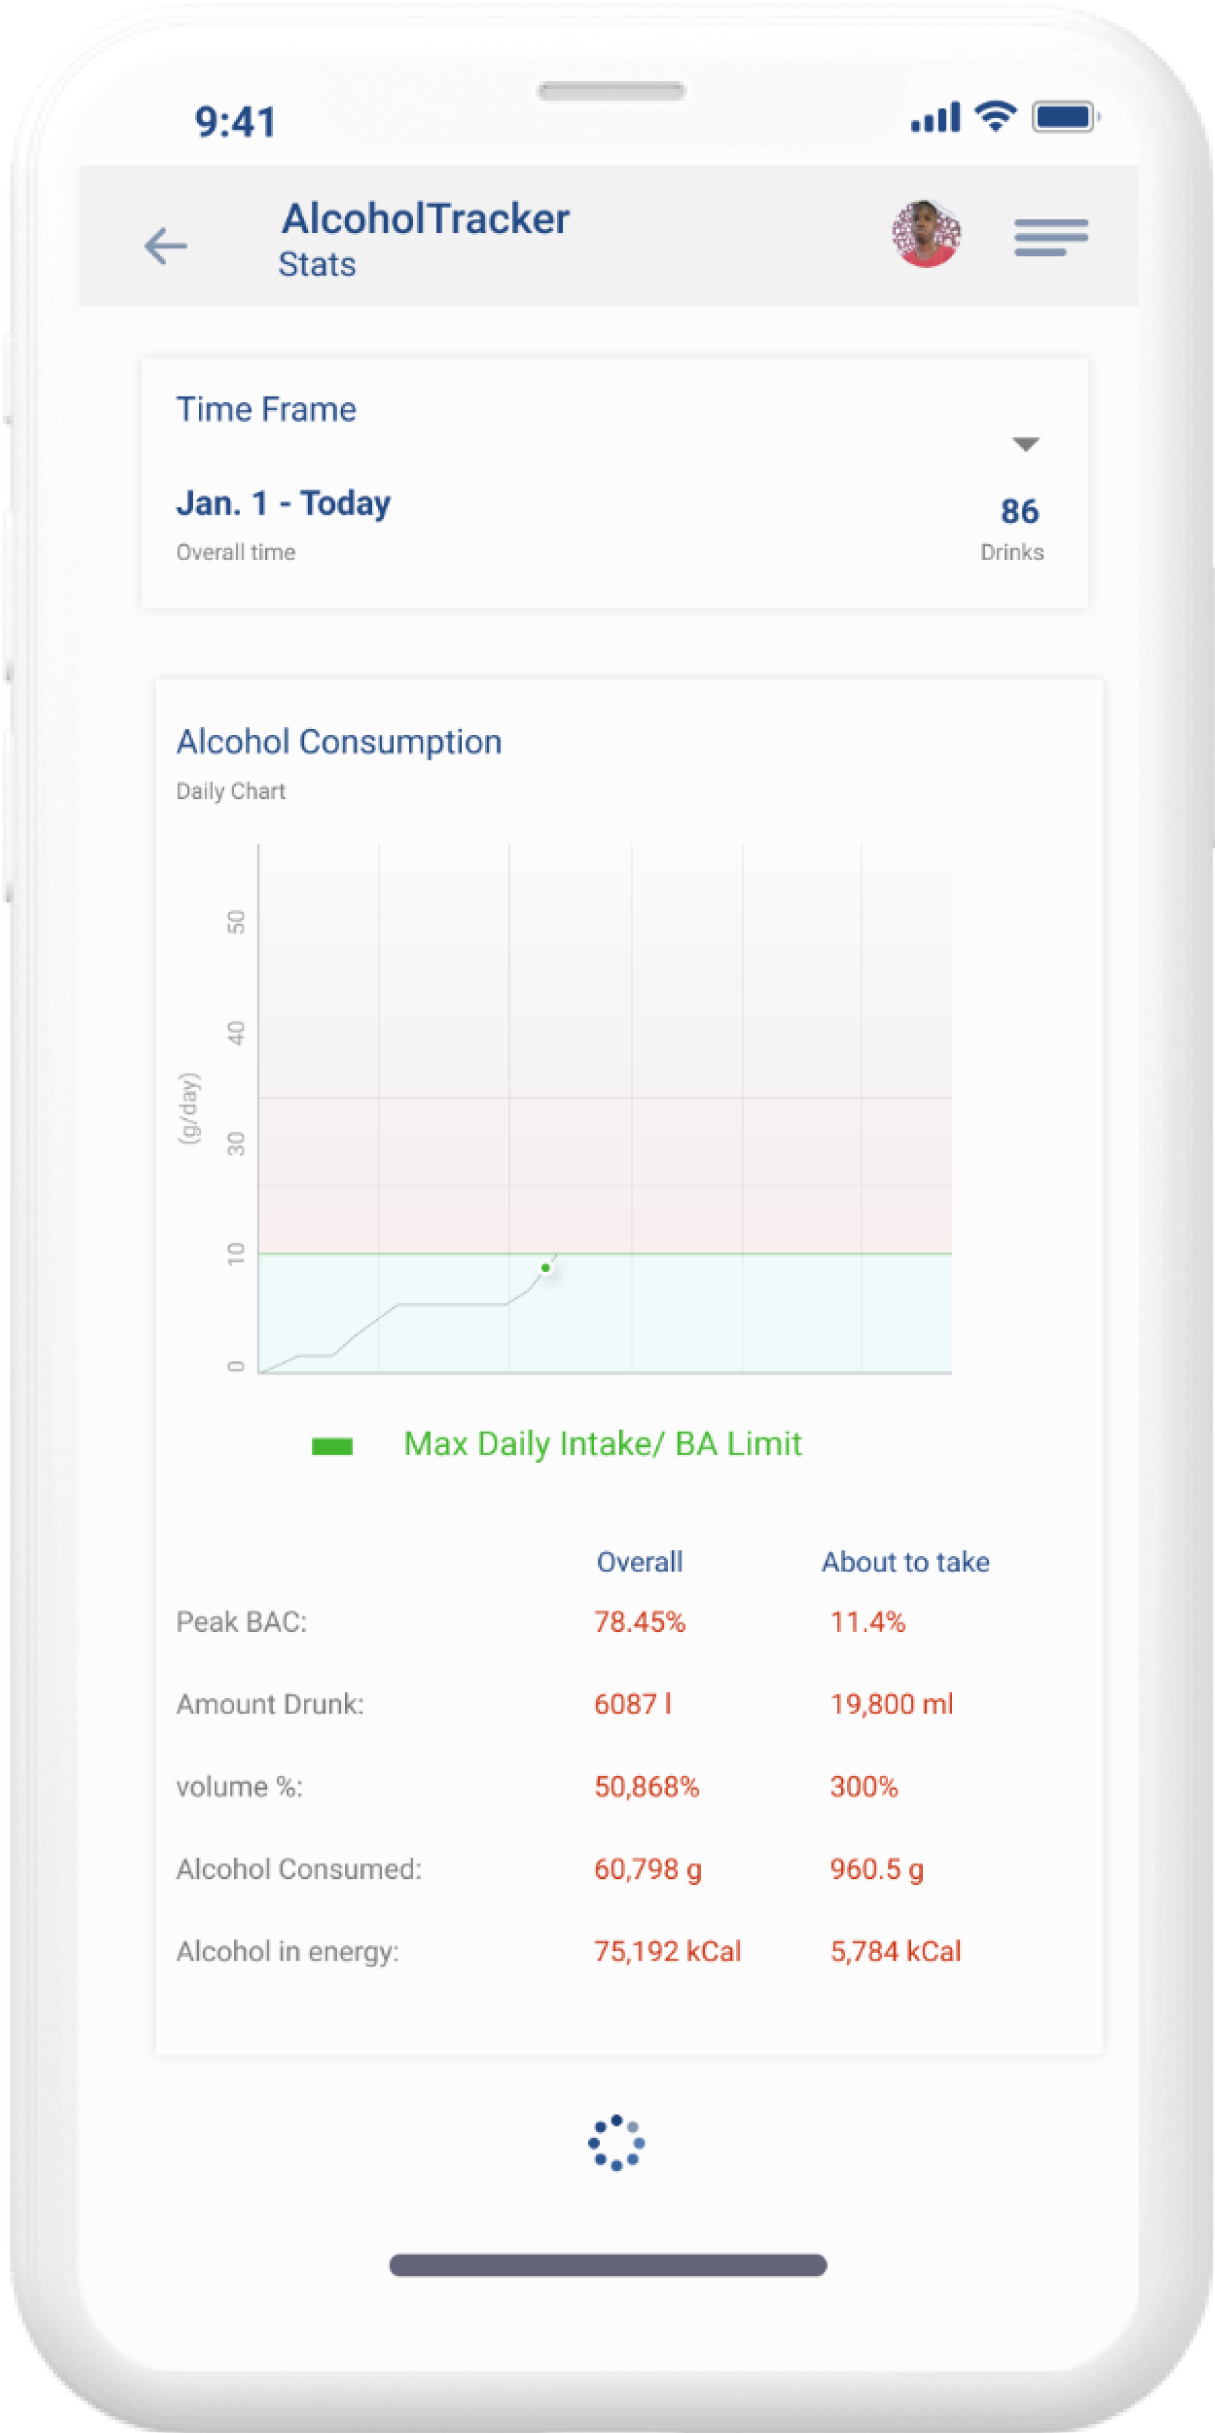 9:41
AlcoholTracker
Stats
Time Frame
Jan. 1 - Today
86
Overall time
Drinks
Alcohol Consumption
Daily Chart
50
40
(g/day)
30
10
0
Max Daily Intake/ BA Limit
Overall
About to take
Peak BAC: 78.45% 11.4%
Amount Drunk: 6087 l 19,800 ml
volume %: 50,868% 300%
Alcohol Consumed: 60,798 g 960.5 g
Alcohol in energy: 75,192 kCal 5,784 kCal